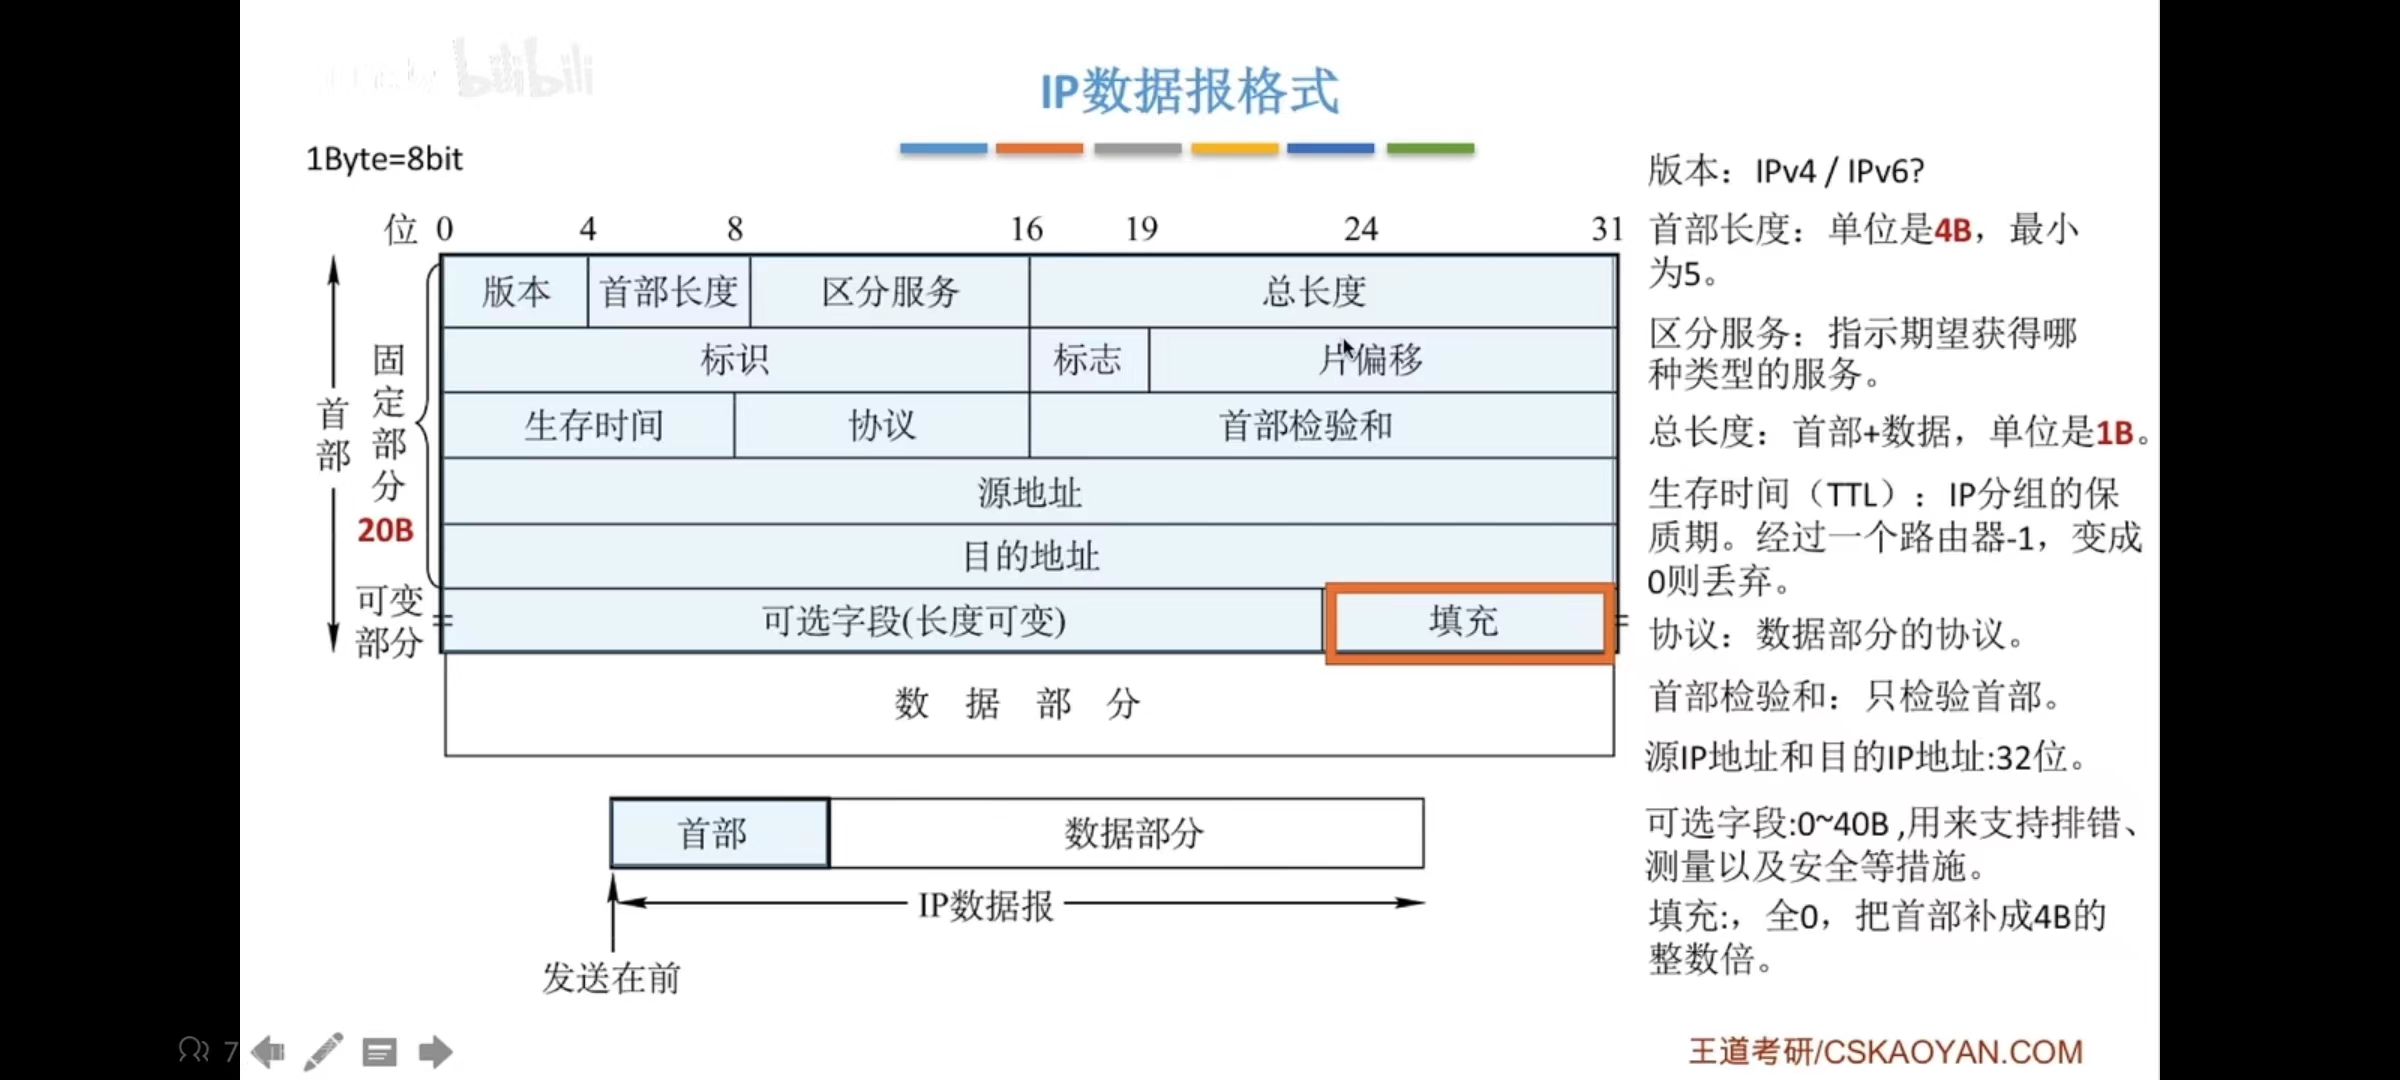 bilibili
IP数据报格式
1Byte=8bit
位 0 4 8 16 19 24 31
版本 首部长度 区分服务 总长度
标识 标志 片偏移
生存时间 协议 首部检验和
源地址
目的地址
可选字段(长度可变) 填充
数据部分
首部
固定部分
20B
可变
部分
首部 数据部分
IP数据报
发送在前
版本：IPv4 / IPv6?
首部长度：单位是4B，最小
为5。
区分服务：指示期望获得哪
种类型的服务。
总长度：首部+数据，单位是1B。
生存时间（TTL）：IP分组的保
质期。经过一个路由器-1，变成
0则丢弃。
协议：数据部分的协议。
首部检验和：只检验首部。
源IP地址和目的IP地址:32位。
可选字段:0~40B ,用来支持排错、
测量以及安全等措施。
填充:，全0，把首部补成4B的
整数倍。
7
王道考研/CSKAOYAN.COM